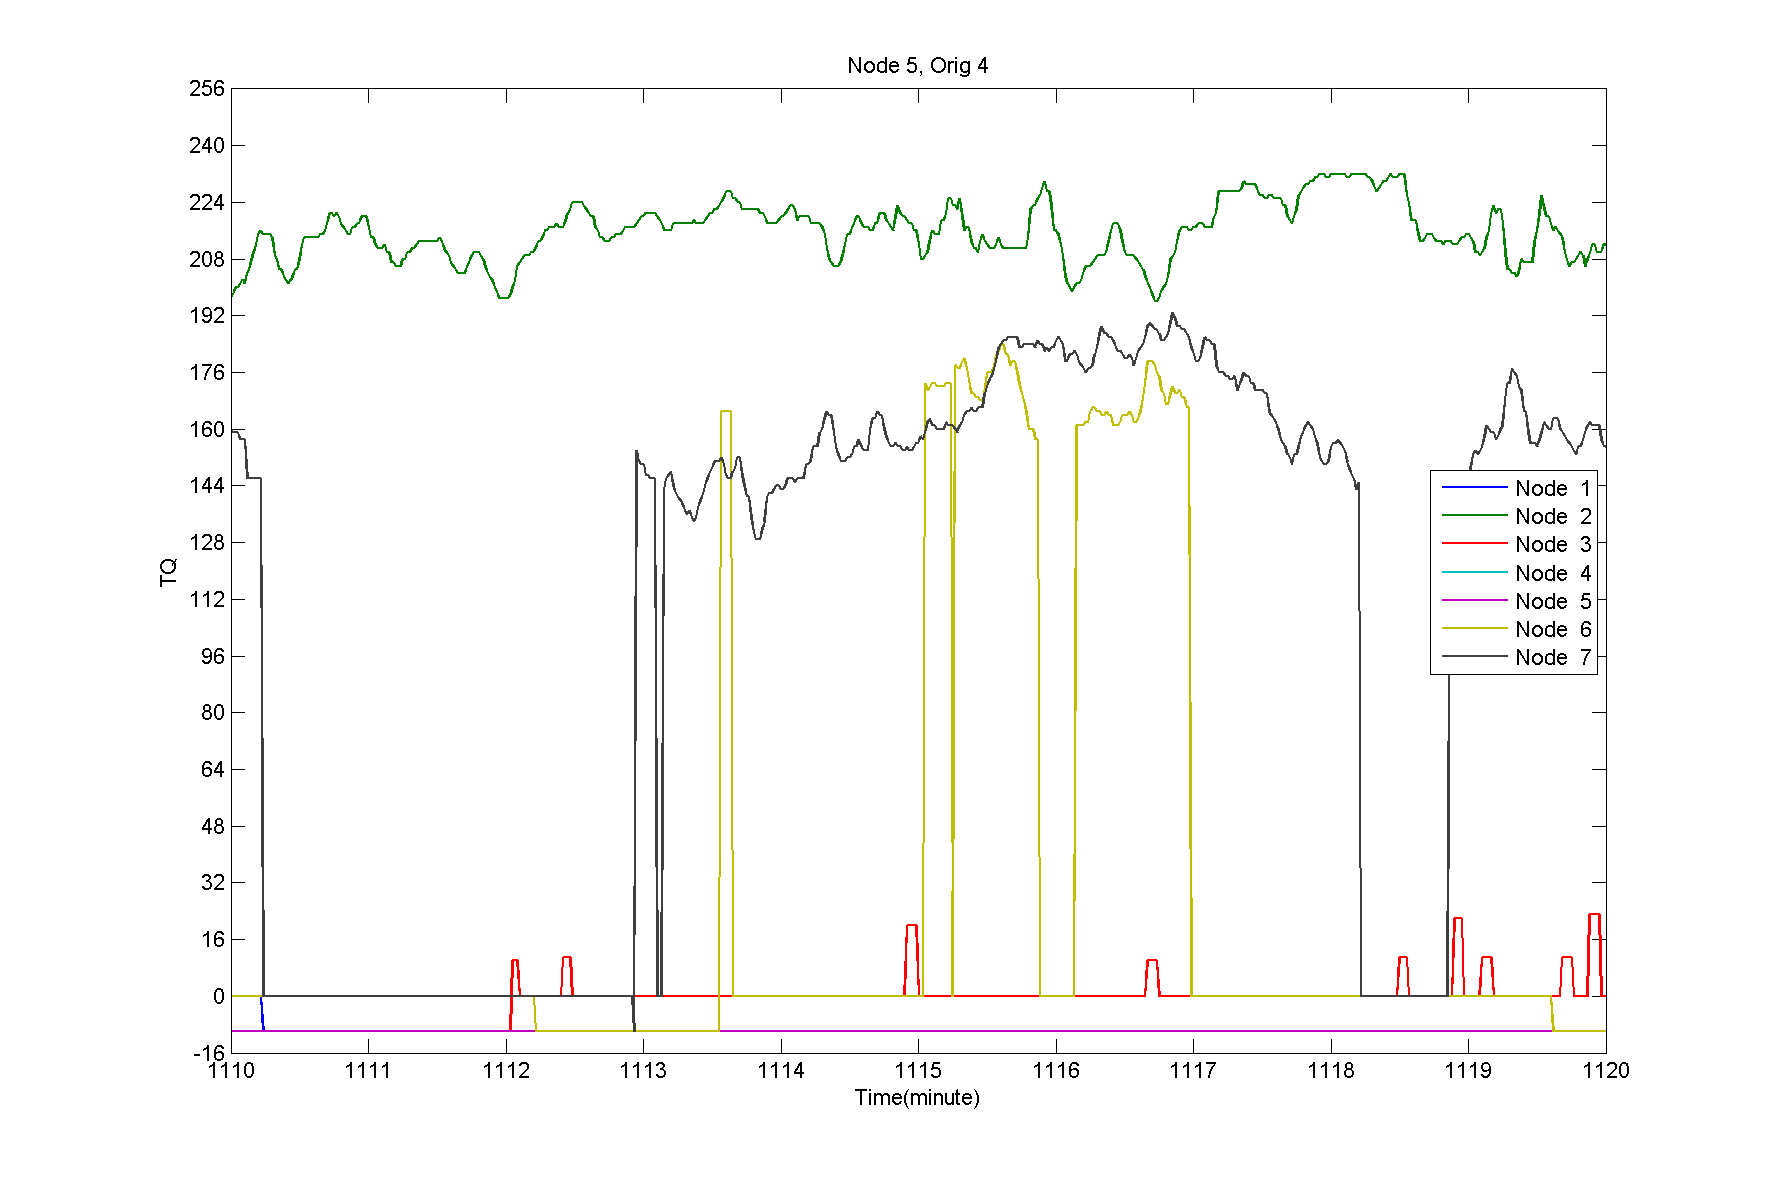 Node 5, Orig 4
256
240
224
208
192
176
160
144
128
112
96
80
64
48
32
16
0
-16
TQ
Node 1
Node 2
Node 3
Node 4
Node 5
Node 6
Node 7
1110 1111 1112 1113 1114 1115 1116 1117 1118 1119 1120
Time(minute)